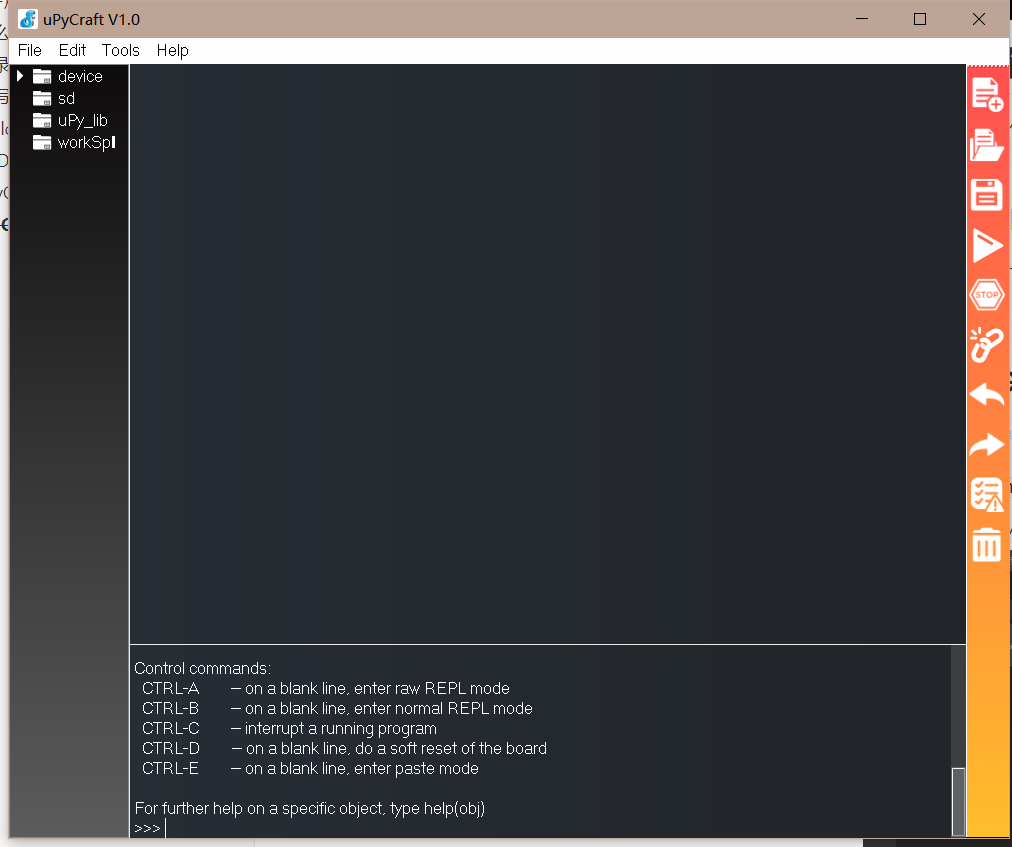 uPyCraft V1.0
File Edit Tools Help
device
sd
uPy_lib
workSp
STOP
Control commands:
CTRL-A – on a blank line, enter raw REPL mode
CTRL-B – on a blank line, enter normal REPL mode
CTRL-C – interrupt a running program
CTRL-D – on a blank line, do a soft reset of the board
CTRL-E – on a blank line, enter paste mode
For further help on a specific object, type help(obj)
>>>